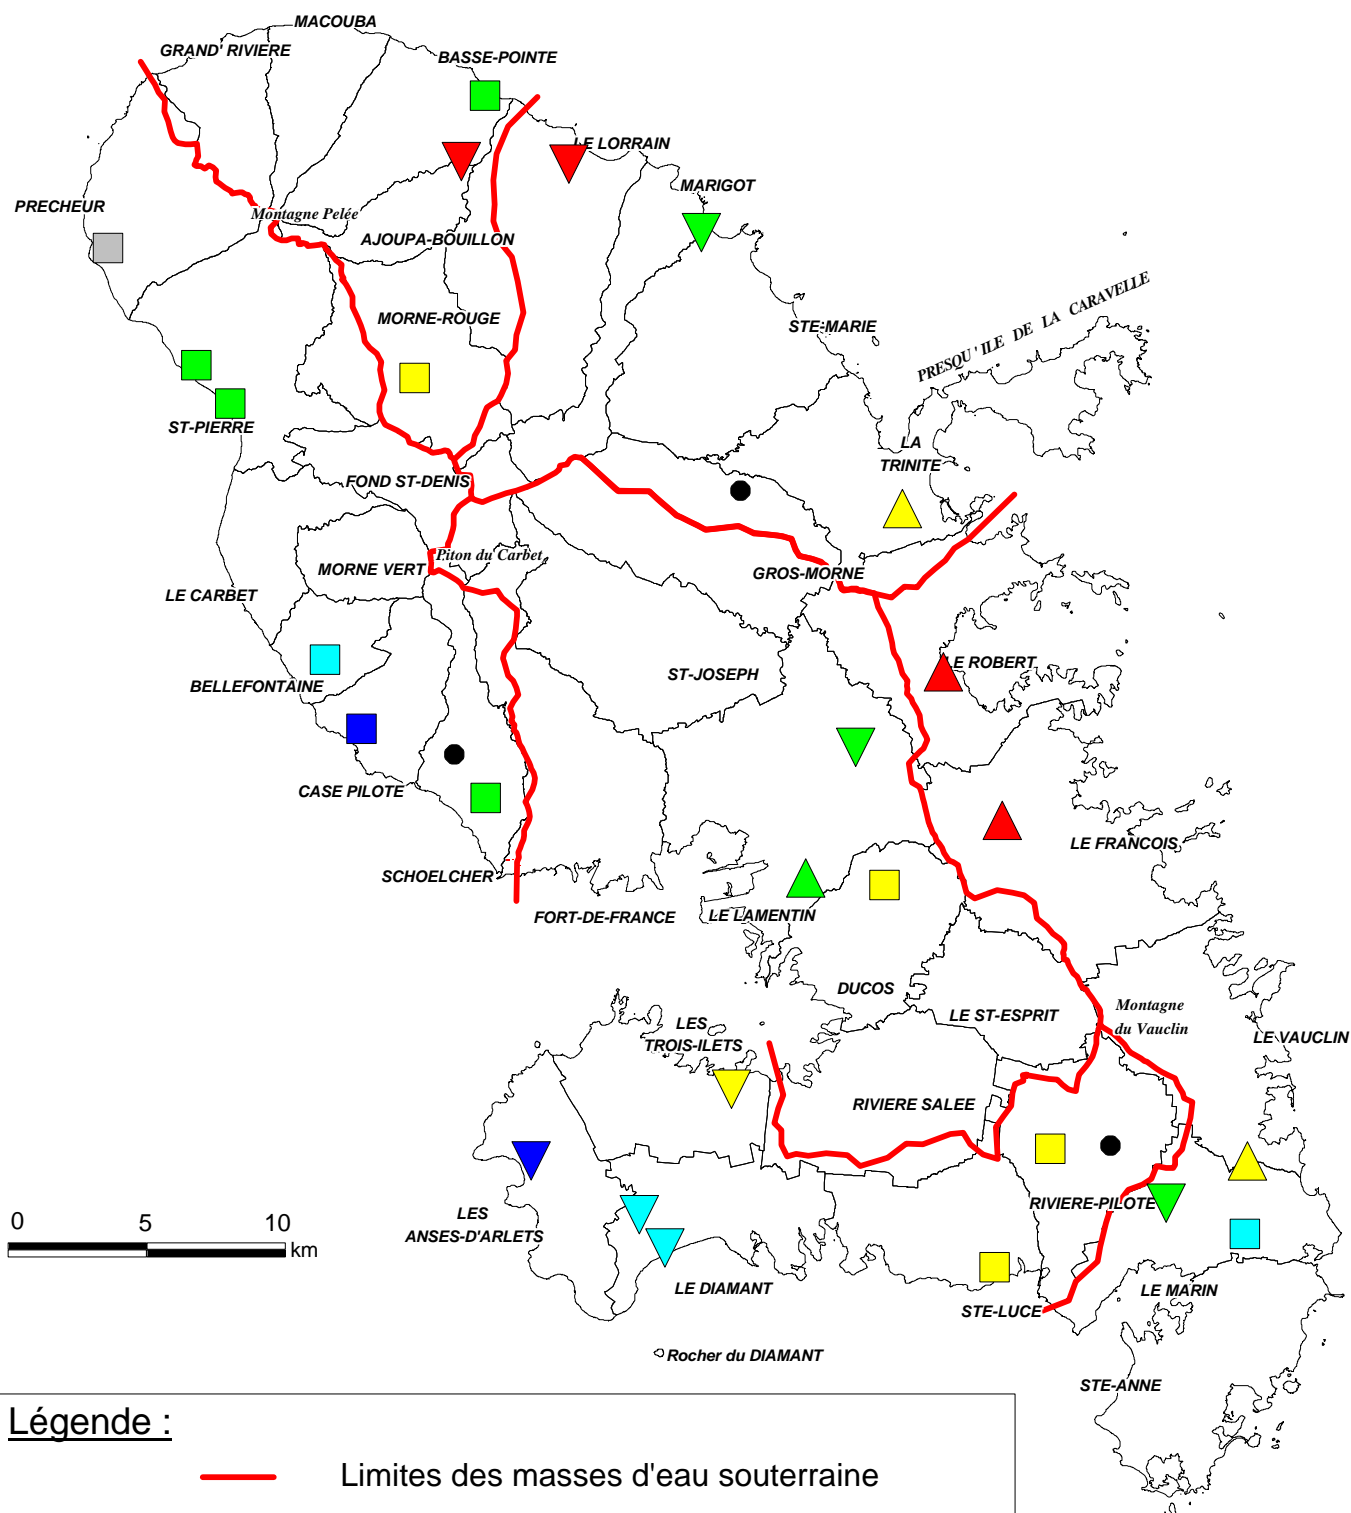 MACOUBA
GRAND' RIVIERE
BASSE-POINTE
LE LORRAIN
MARIGOT
PRECHEUR
Montagne Pelée
AJOUPA-BOUILLON
MORNE-ROUGE
STE-MARIE
PRESQU'ILE DE LA CARAVELLE
ST-PIERRE
LA
TRINITE
FOND ST-DENIS
Piton du Carbet
MORNE VERT
GROS-MORNE
LE CARBET
ST-JOSEPH
LE ROBERT
BELLEFONTAINE
CASE PILOTE
LE FRANCOIS
SCHOELCHER
FORT-DE-FRANCE
LE LAMENTIN
DUCOS
LE ST-ESPRIT
Montagne
du Vauclin
LES
TROIS-ILETS
LE VAUCLIN
RIVIERE SALEE
RIVIERE-PILOTE
LES
ANSES-D'ARLETS
0 5 10
km
LE DIAMANT
LE MARIN
STE-LUCE
Rocher du DIAMANT
STE-ANNE
Légende :
Limites des masses d'eau souterraine